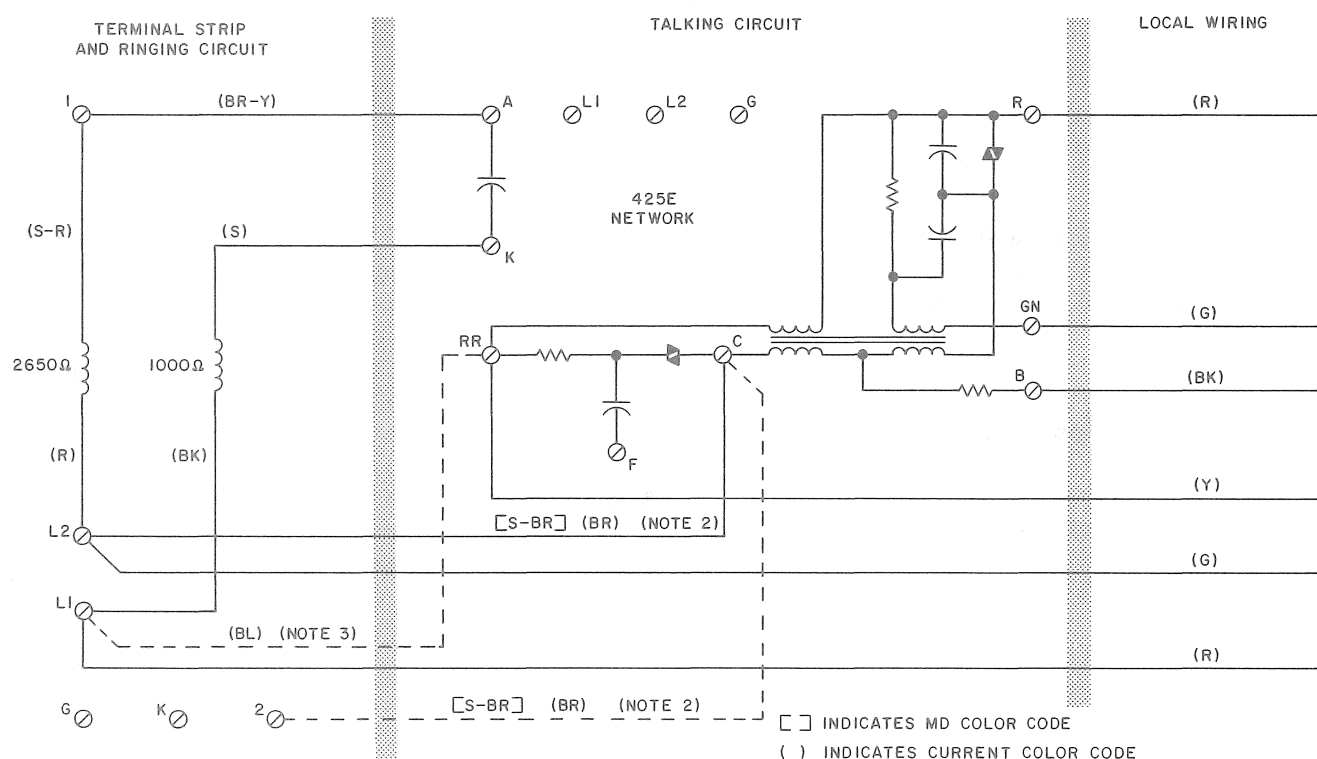 TERMINAL STRIP
AND RINGING CIRCUIT
TALKING CIRCUIT
LOCAL WIRING
1
(BR-Y)
A
L1
L2
G
R
(R)
425E
NETWORK
(S-R)
(S)
K
GN
(G)
RR
C
2650Ω
1000Ω
B
(BK)
(R)
(BK)
F
(Y)
[S-BR] (BR) (NOTE 2)
L2
(G)
L1
(BL) (NOTE 3)
(R)
[S-BR] (BR) (NOTE 2)
G
K
2
[ ] INDICATES MD COLOR CODE
( ) INDICATES CURRENT COLOR CODE